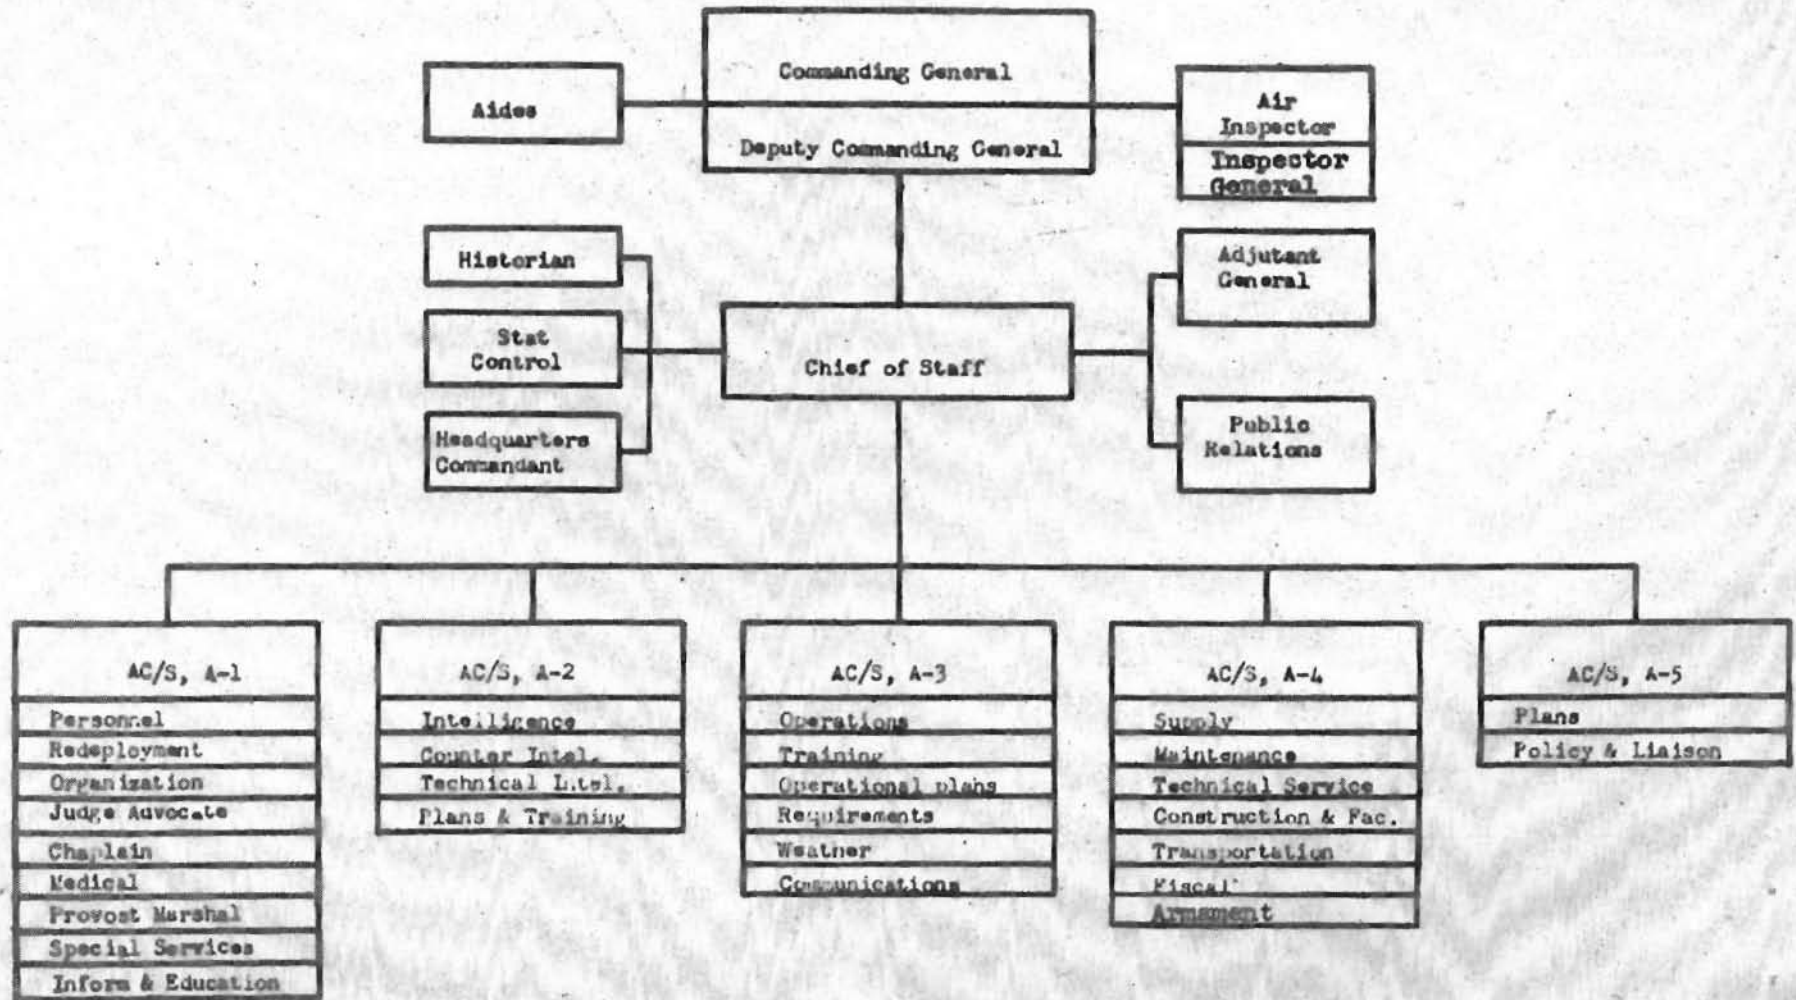 Commanding General
Deputy Commanding General
Aides
Air
Inspector
Inspector
General
Historian
Stat
Control
Headquarters
Commandant
Chief of Staff
Adjutant
General
Public
Relations
AC/S, A-1
Personnel
Redeployment
Organization
Judge Advocate
Chaplain
Medical
Provost Marshal
Special Services
Inform & Education
AC/S, A-2
Intelligence
Counter Intel.
Technical Intel.
Plans & Training
AC/S, A-3
Operations
Training
Operational plans
Requirements
Weather
Communications
AC/S, A-4
Supply
Maintenance
Technical Service
Construction & Fac.
Transportation
Fiscal
Armament
AC/S, A-5
Plans
Policy & Liaison